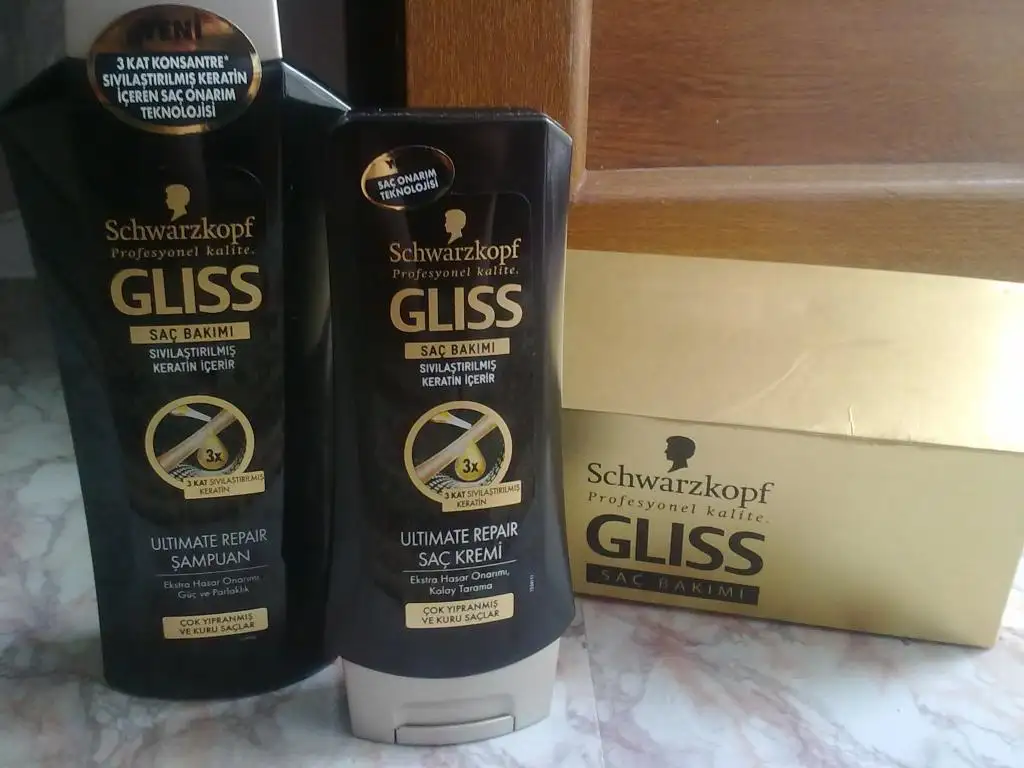 YENİ
3 KAT KONSANTRE*
SIVILAŞTIRILMIŞ KERATİN
İÇEREN SAÇ ONARIM
TEKNOLOJİSİ
Schwarzkopf
Profesyonel kalite.
GLISS
SAÇ BAKIMI
SIVILAŞTIRILMIŞ
KERATİN İÇERİR
3x
3 KAT SIVILAŞTIRILMIŞ
KERATİN
ULTIMATE REPAIR
ŞAMPUAN
Ekstra Hasar Onarımı,
Güç ve Parlaklık
ÇOK YIPRANMIŞ
VE KURU SAÇLAR
SAÇ ONARIM
TEKNOLOJİSİ
Schwarzkopf
Profesyonel kalite.
GLISS
SAÇ BAKIMI
SIVILAŞTIRILMIŞ
KERATİN İÇERİR
3x
3 KAT SIVILAŞTIRILMIŞ
KERATİN
ULTIMATE REPAIR
SAÇ KREMİ
Ekstra Hasar Onarımı,
Kolay Tarama
ÇOK YIPRANMIŞ
VE KURU SAÇLAR
Schwarzkopf
Profesyonel kalite.
GLISS
SAÇ BAKIMI